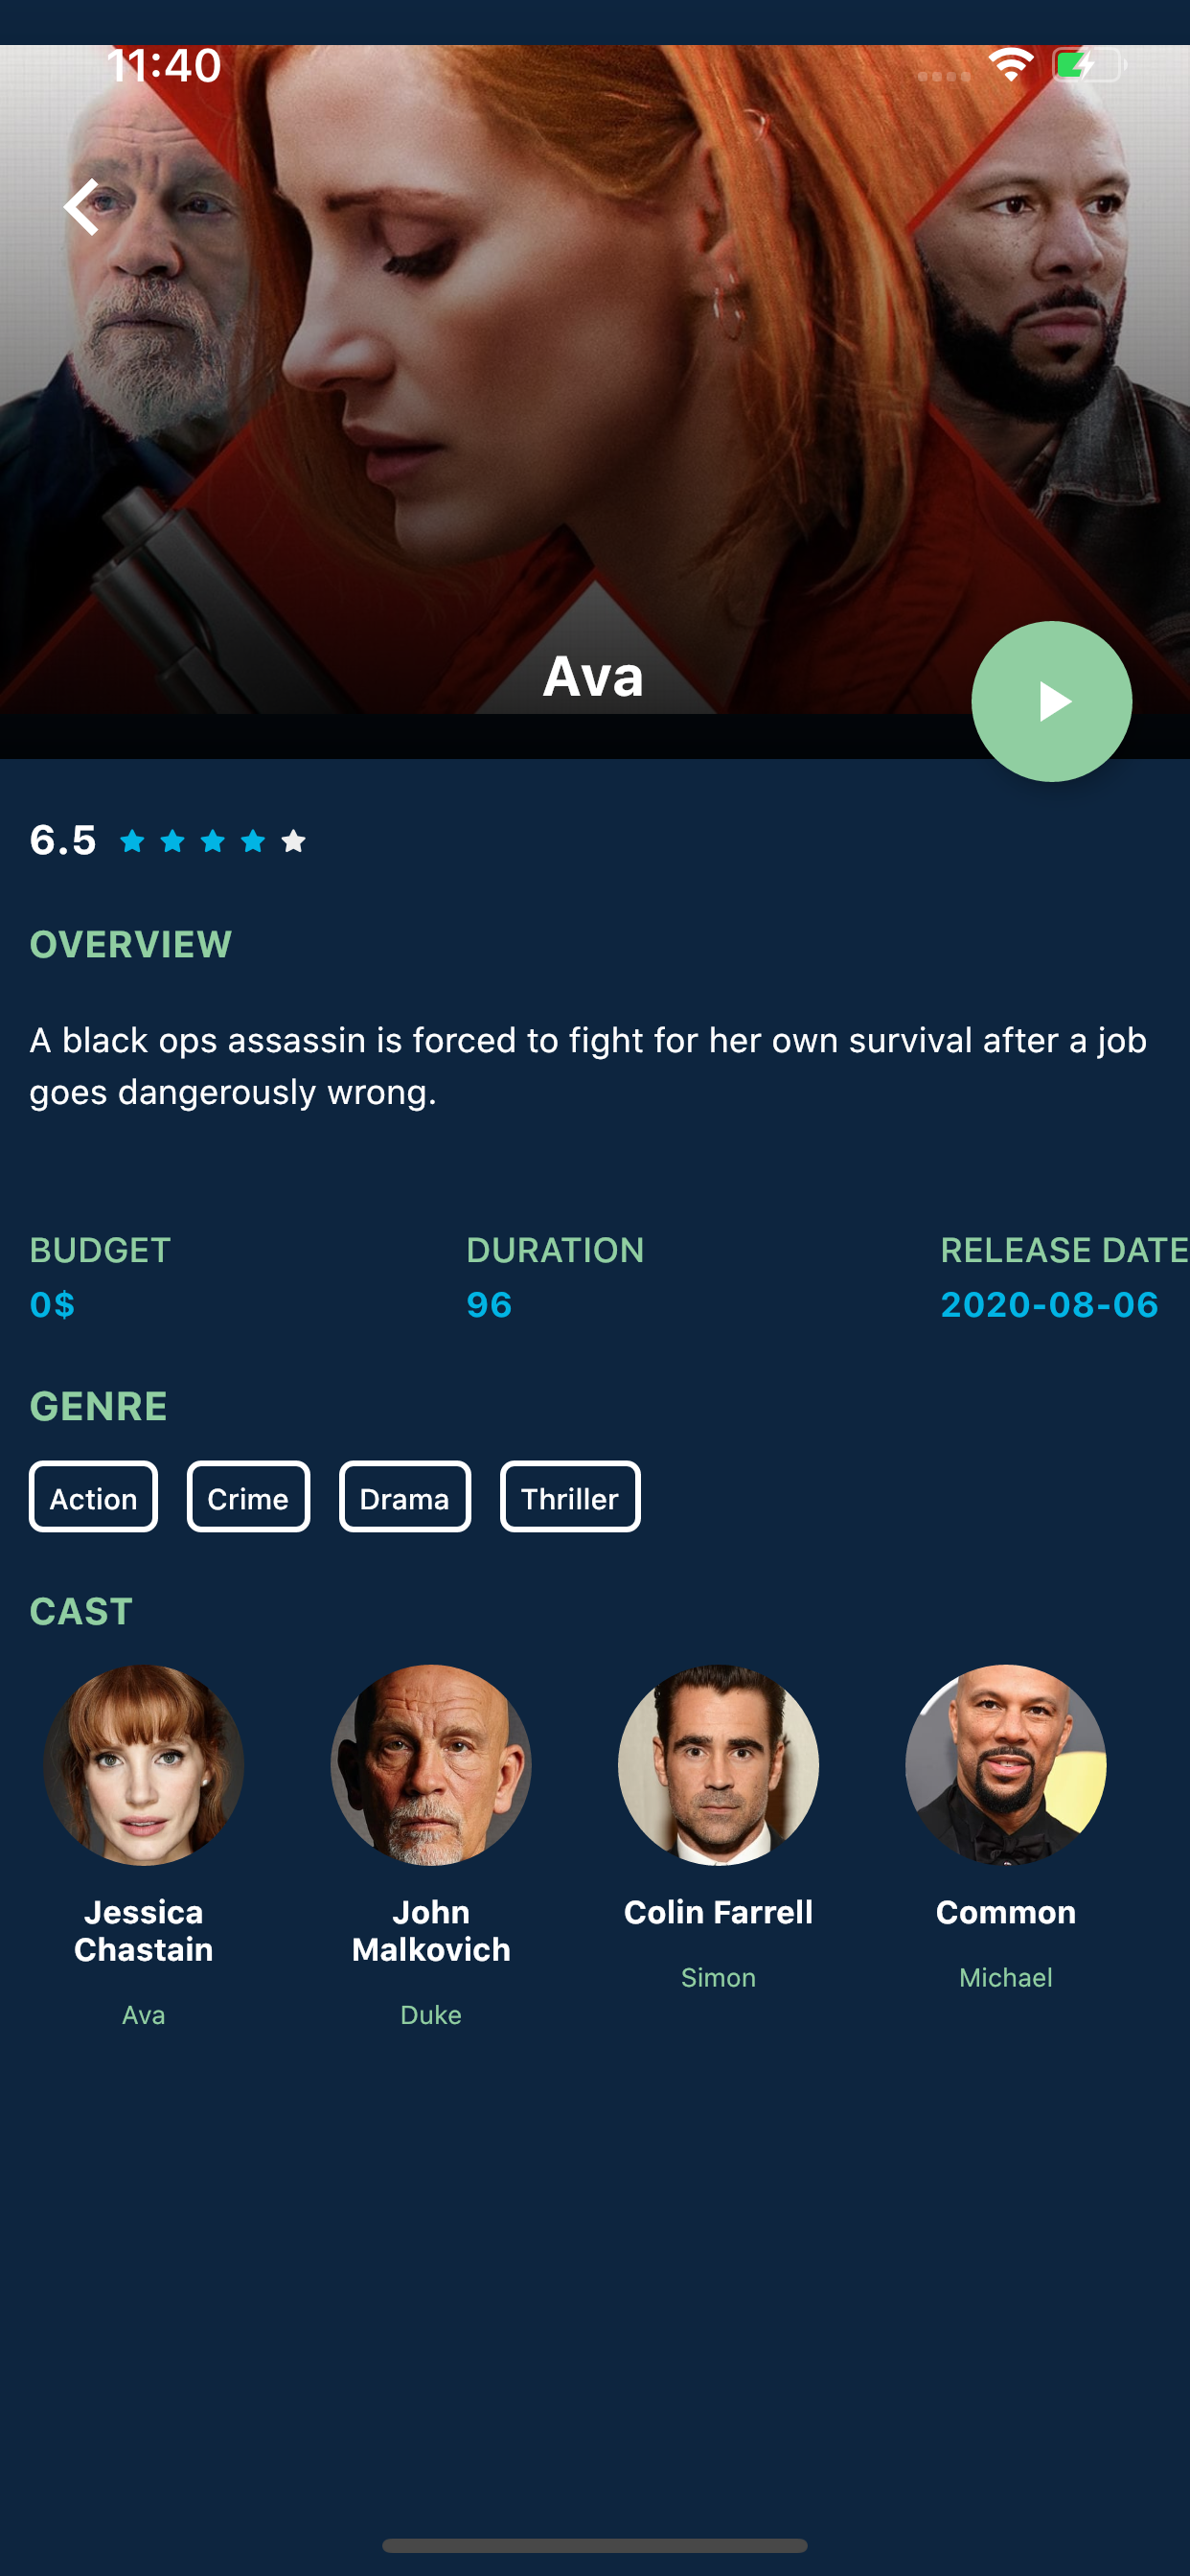 11:40
Ava
6.5
OVERVIEW
A black ops assassin is forced to fight for her own survival after a job
goes dangerously wrong.
BUDGET DURATION RELEASE DATE
0$ 96 2020-08-06
GENRE
Action Crime Drama Thriller
CAST
Jessica Chastain John Malkovich Colin Farrell Common
Ava Duke Simon Michael